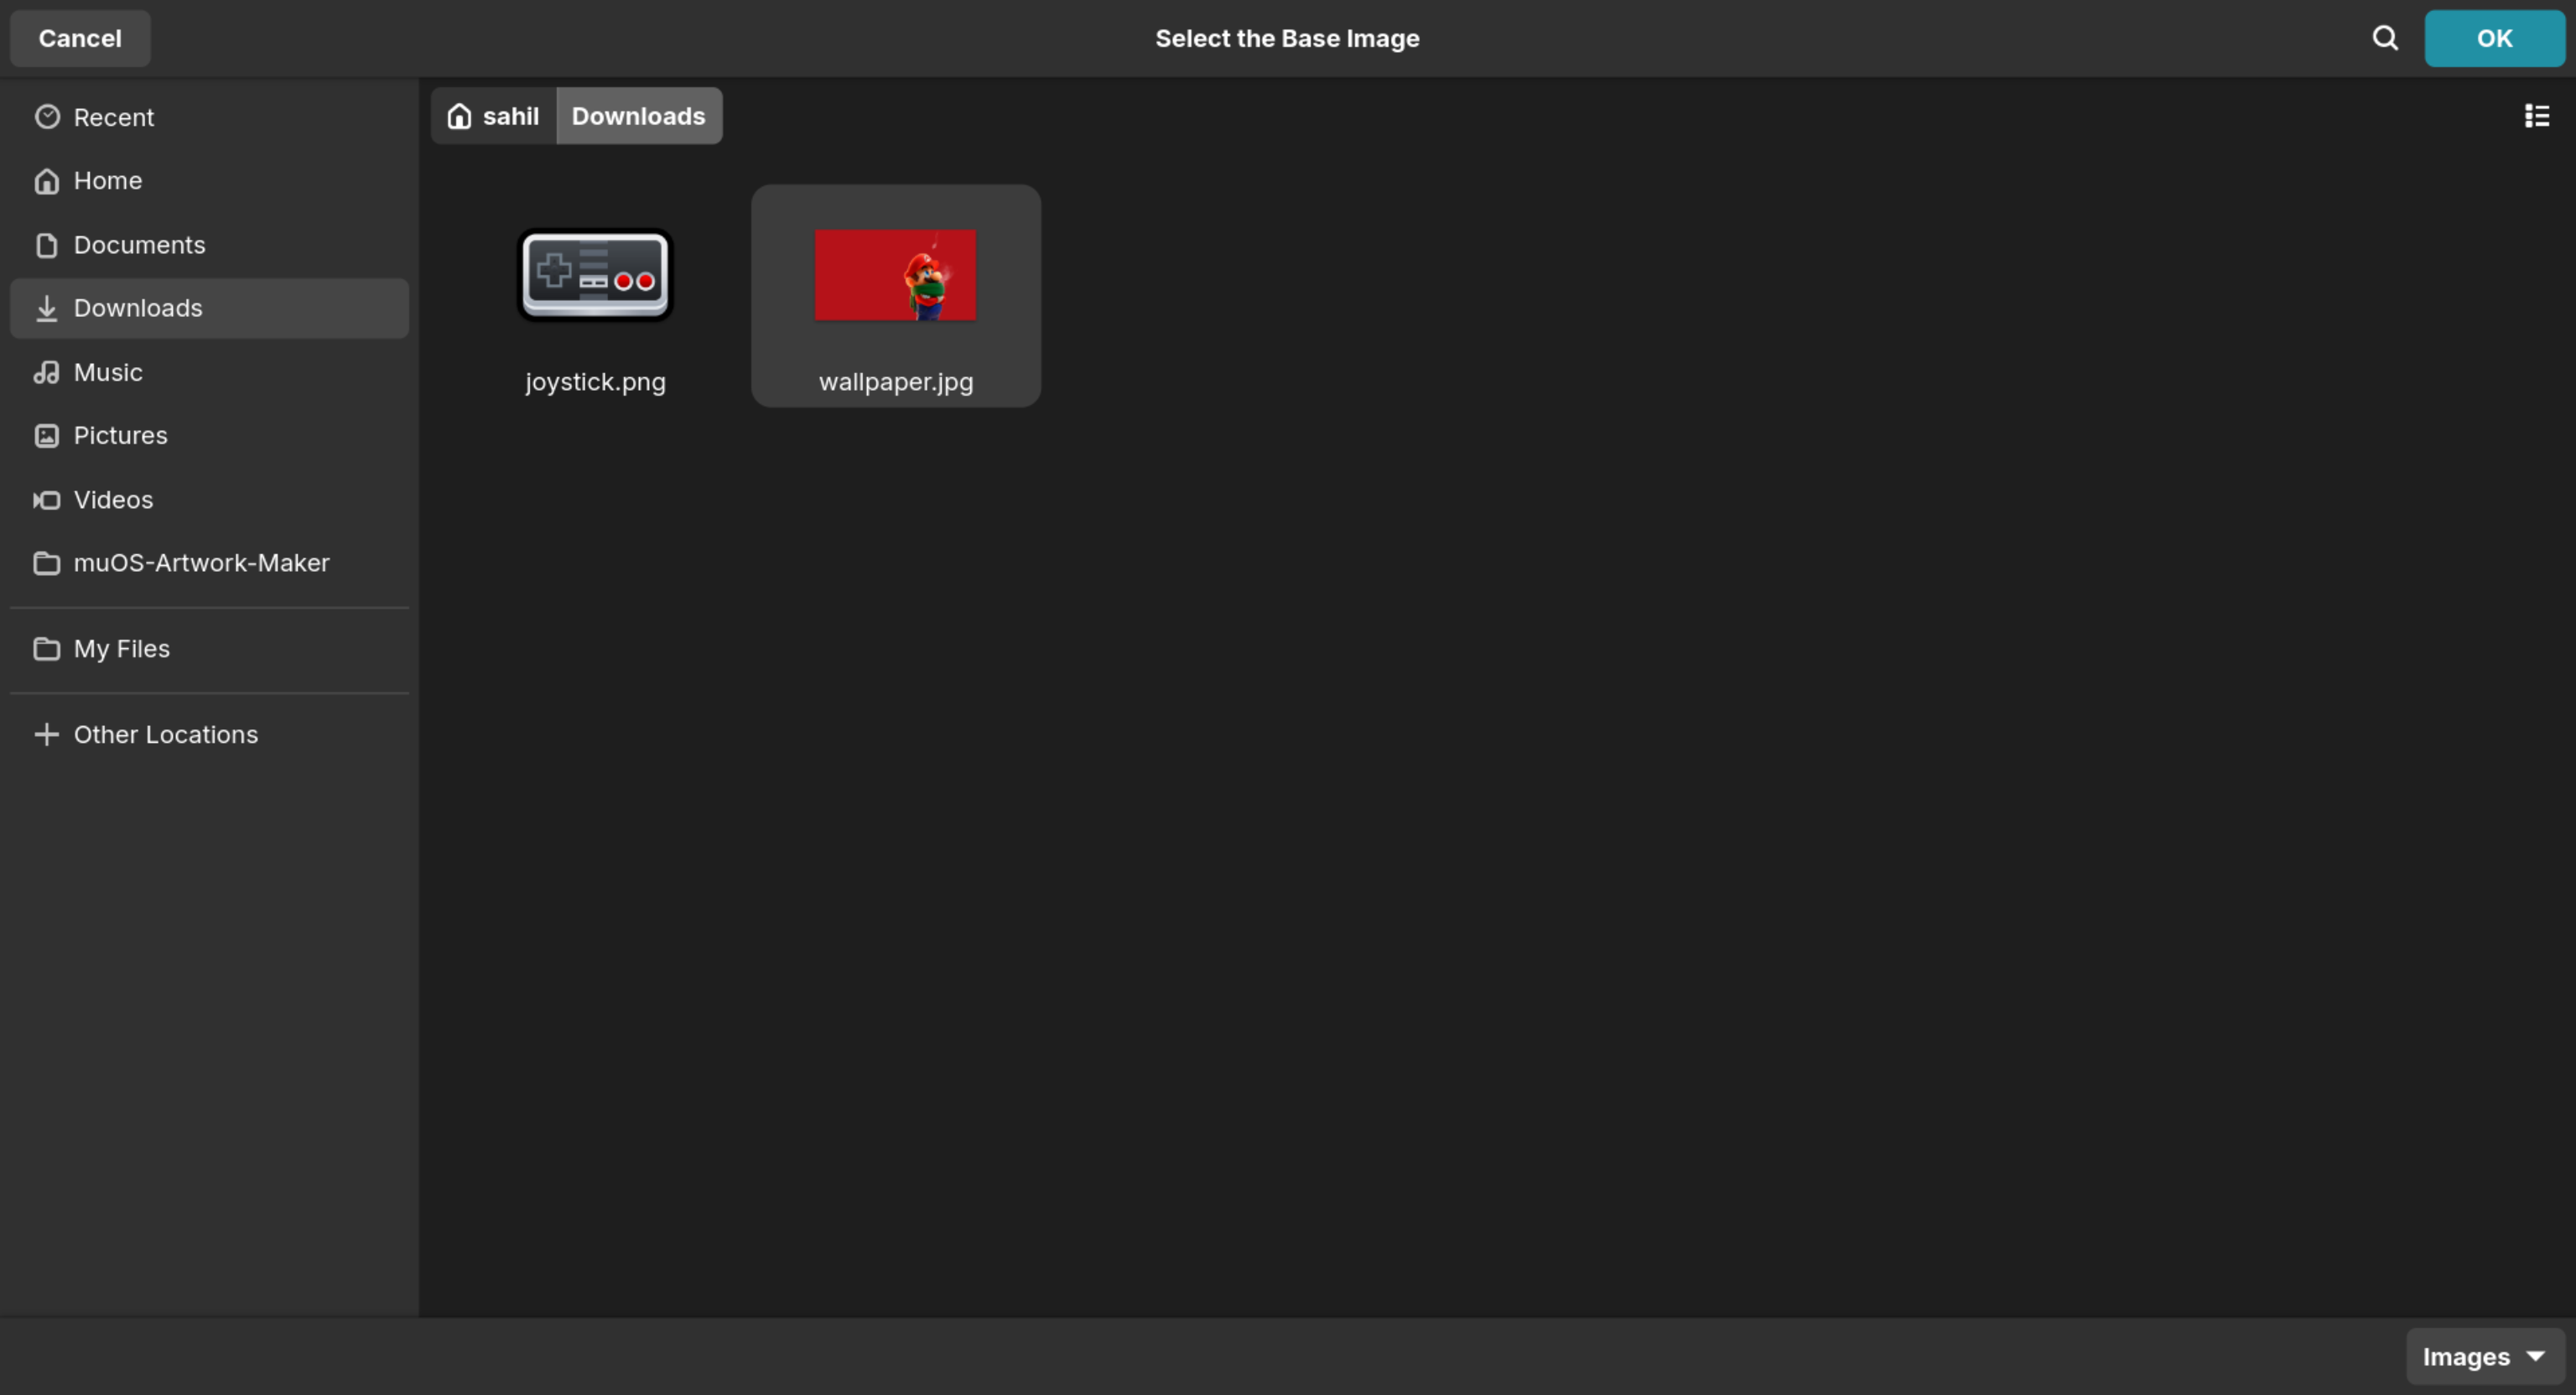 Cancel
Select the Base Image
OK
Recent
Home
Documents
Downloads
Music
Pictures
Videos
muOS-Artwork-Maker
My Files
Other Locations
sahil
Downloads
joystick.png
wallpaper.jpg
Images